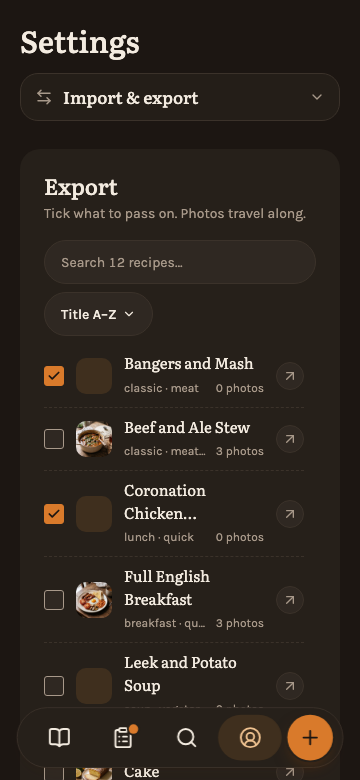 Settings
Import & export
Export
Tick what to pass on. Photos travel along.
Search 12 recipes...
Title A–Z
Bangers and Mash
classic · meat 0 photos
Beef and Ale Stew
classic · meat... 3 photos
Coronation
Chicken...
lunch · quick 0 photos
Full English
Breakfast
breakfast · qu... 3 photos
Leek and Potato
Soup
Cake